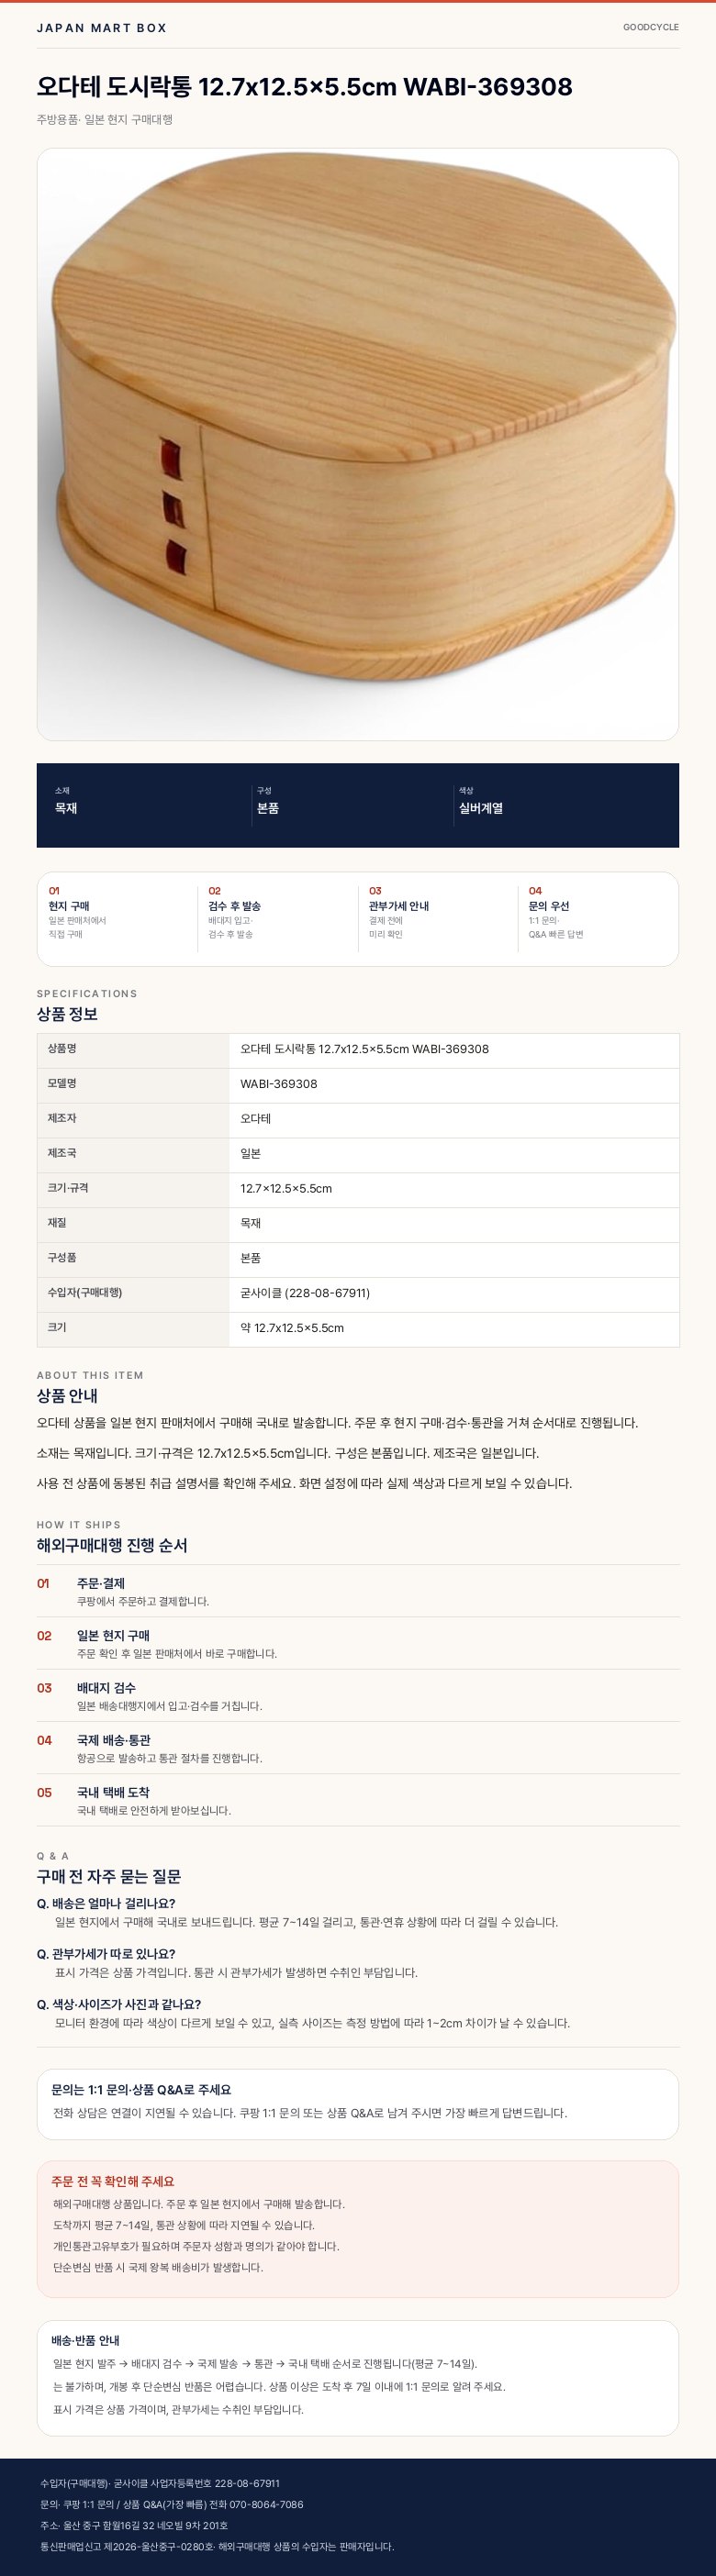 JAPAN MART BOX
GOODCYCLE
오다테 도시락통 12.7x12.5×5.5cm WABI-369308
주방용품· 일본 현지 구매대행
소재
목재
구성
본품
색상
실버계열
01
현지 구매
일본 판매처에서
직접 구매
02
검수 후 발송
배대지 입고·
검수 후 발송
03
관부가세 안내
결제 전에
미리 확인
04
문의 우선
1:1 문의·
Q&A 빠른 답변
SPECIFICATIONS
상품 정보
상품명
오다테 도시락통 12.7x12.5×5.5cm WABI-369308
모델명
WABI-369308
제조자
오다테
제조국
일본
크기·규격
12.7×12.5×5.5cm
재질
목재
구성품
본품
수입자(구매대행)
굳사이클 (228-08-67911)
크기
약 12.7x12.5×5.5cm
ABOUT THIS ITEM
상품 안내
오다테 상품을 일본 현지 판매처에서 구매해 국내로 발송합니다. 주문 후 현지 구매·검수·통관을 거쳐 순서대로 진행됩니다.
소재는 목재입니다. 크기·규격은 12.7x12.5×5.5cm입니다. 구성은 본품입니다. 제조국은 일본입니다.
사용 전 상품에 동봉된 취급 설명서를 확인해 주세요. 화면 설정에 따라 실제 색상과 다르게 보일 수 있습니다.
HOW IT SHIPS
해외구매대행 진행 순서
01
주문·결제
쿠팡에서 주문하고 결제합니다.
02
일본 현지 구매
주문 확인 후 일본 판매처에서 바로 구매합니다.
03
배대지 검수
일본 배송대행지에서 입고·검수를 거칩니다.
04
국제 배송·통관
항공으로 발송하고 통관 절차를 진행합니다.
05
국내 택배 도착
국내 택배로 안전하게 받아보십니다.
Q & A
구매 전 자주 묻는 질문
Q. 배송은 얼마나 걸리나요?
일본 현지에서 구매해 국내로 보내드립니다. 평균 7~14일 걸리고, 통관·연휴 상황에 따라 더 걸릴 수 있습니다.
Q. 관부가세가 따로 있나요?
표시 가격은 상품 가격입니다. 통관 시 관부가세가 발생하면 수취인 부담입니다.
Q. 색상·사이즈가 사진과 같나요?
모니터 환경에 따라 색상이 다르게 보일 수 있고, 실측 사이즈는 측정 방법에 따라 1~2cm 차이가 날 수 있습니다.
문의는 1:1 문의·상품 Q&A로 주세요
전화 상담은 연결이 지연될 수 있습니다. 쿠팡 1:1 문의 또는 상품 Q&A로 남겨 주시면 가장 빠르게 답변드립니다.
주문 전 꼭 확인해 주세요
해외구매대행 상품입니다. 주문 후 일본 현지에서 구매해 발송합니다.
도착까지 평균 7~14일, 통관 상황에 따라 지연될 수 있습니다.
개인통관고유부호가 필요하며 주문자 성함과 명의가 같아야 합니다.
단순변심 반품 시 국제 왕복 배송비가 발생합니다.
배송·반품 안내
일본 현지 발주 → 배대지 검수 → 국제 발송 → 통관 → 국내 택배 순서로 진행됩니다(평균 7~14일).
는 불가하며, 개봉 후 단순변심 반품은 어렵습니다. 상품 이상은 도착 후 7일 이내에 1:1 문의로 알려 주세요.
표시 가격은 상품 가격이며, 관부가세는 수취인 부담입니다.
수입자(구매대행)· 굳사이클 사업자등록번호 228-08-67911
문의· 쿠팡 1:1 문의 / 상품 Q&A(가장 빠름) 전화 070-8064-7086
주소· 울산 중구 함월16길 32 네오빌 9차 201호
통신판매업신고 제2026-울산중구-0280호· 해외구매대행 상품의 수입자는 판매자입니다.